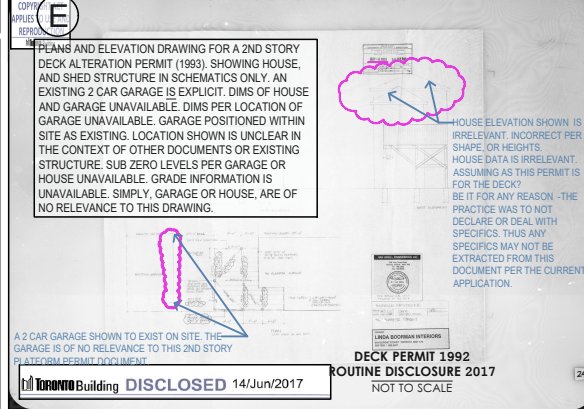 COPYRIGHT ACT
APPLIES TO USE AND
REPRODUCTION
E
PLANS AND ELEVATION DRAWING FOR A 2ND STORY
DECK ALTERATION PERMIT (1993). SHOWING HOUSE,
AND SHED STRUCTURE IN SCHEMATICS ONLY. AN
EXISTING 2 CAR GARAGE IS EXPLICIT. DIMS OF HOUSE
AND GARAGE UNAVAILABLE. DIMS PER LOCATION OF
GARAGE UNAVAILABLE. GARAGE POSITIONED WITHIN
SITE AS EXISTING. LOCATION SHOWN IS UNCLEAR IN
THE CONTEXT OF OTHER DOCUMENTS OR EXISTING
STRUCTURE. SUB ZERO LEVELS PER GARAGE OR
HOUSE UNAVAILABLE. GRADE INFORMATION IS
UNAVAILABLE. SIMPLY, GARAGE OR HOUSE, ARE OF
NO RELEVANCE TO THIS DRAWING.
HOUSE ELEVATION SHOWN IS
IRRELEVANT. INCORRECT PER
SHAPE, OR HEIGHTS.
HOUSE DATA IS IRRELEVANT.
ASSUMING AS THIS PERMIT IS
FOR THE DECK?
BE IT FOR ANY REASON -THE
PRACTICE WAS TO NOT
DECLARE OR DEAL WITH
SPECIFICS. THUS ANY
SPECIFICS MAY NOT BE
EXTRACTED FROM THIS
DOCUMENT PER THE CURRENT
APPLICATION.
A 2 CAR GARAGE SHOWN TO EXIST ON SITE. THE
GARAGE IS OF NO RELEVANCE TO THIS 2ND STORY
PLATFORM PERMIT DOCUMENT
LINDA BOORMAN INTERIORS
DECK PERMIT 1992
ROUTINE DISCLOSURE 2017
NOT TO SCALE
TORONTO Building DISCLOSED 14/Jun/2017
24